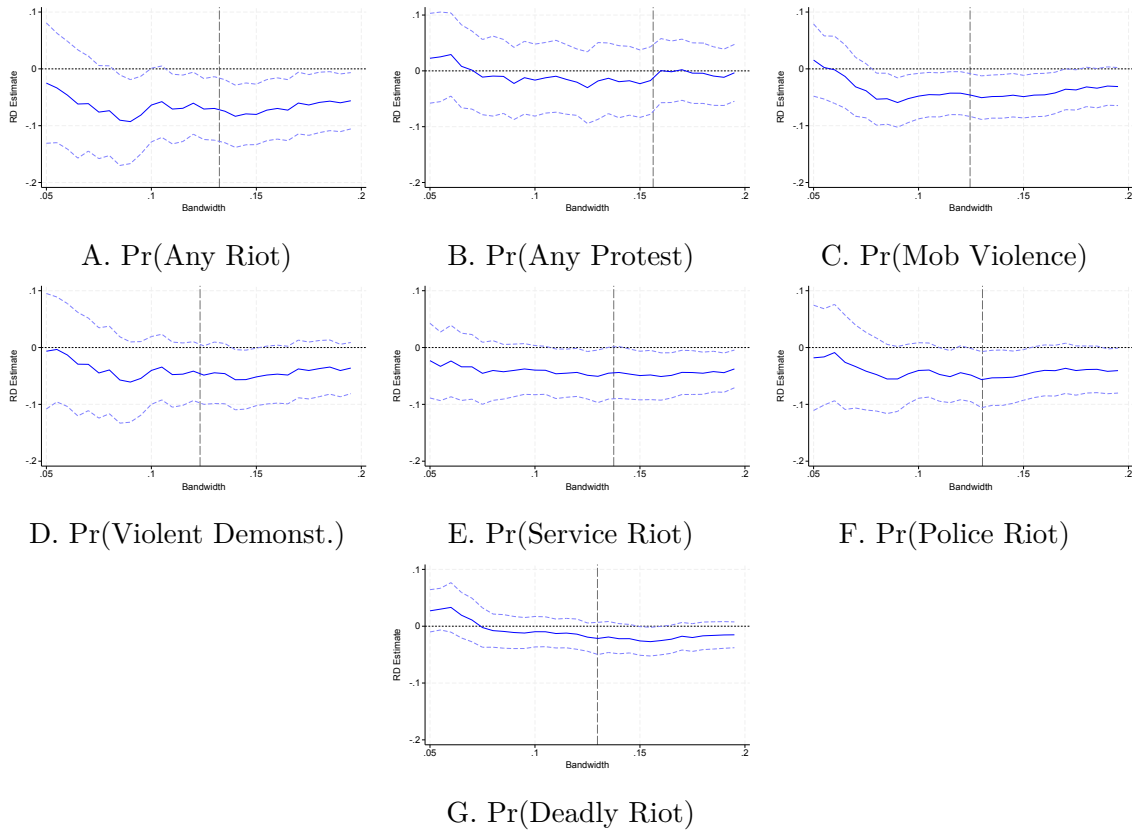 .1
0
-.1
-.2
RD Estimate
.05
.1
.15
.2
Bandwidth
A. Pr(Any Riot)
.1
0
-.1
-.2
RD Estimate
.05
.1
.15
.2
Bandwidth
B. Pr(Any Protest)
.1
0
-.1
-.2
RD Estimate
.05
.1
.15
.2
Bandwidth
C. Pr(Mob Violence)
.1
0
-.1
-.2
RD Estimate
.05
.1
.15
.2
Bandwidth
D. Pr(Violent Demonst.)
.1
0
-.1
-.2
RD Estimate
.05
.1
.15
.2
Bandwidth
E. Pr(Service Riot)
.1
0
-.1
-.2
RD Estimate
.05
.1
.15
.2
Bandwidth
F. Pr(Police Riot)
.1
0
-.1
-.2
RD Estimate
.05
.1
.15
.2
Bandwidth
G. Pr(Deadly Riot)